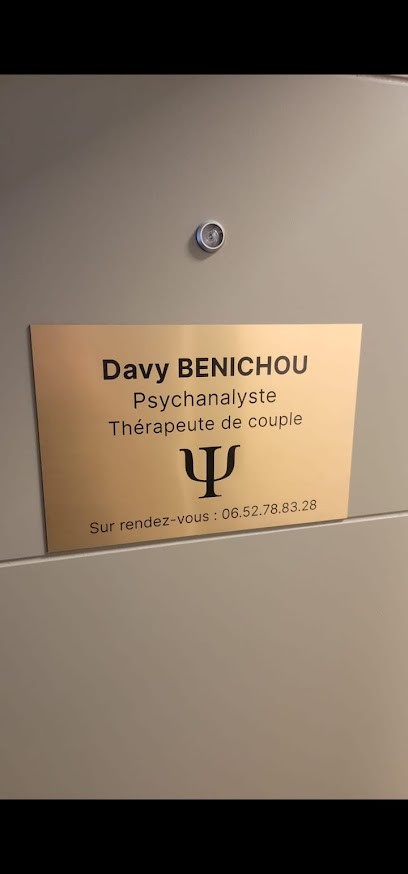 Davy BENICHOU
Psychanalyste
Thérapeute de couple
Ψ
Sur rendez-vous : 06.52.78.83.28